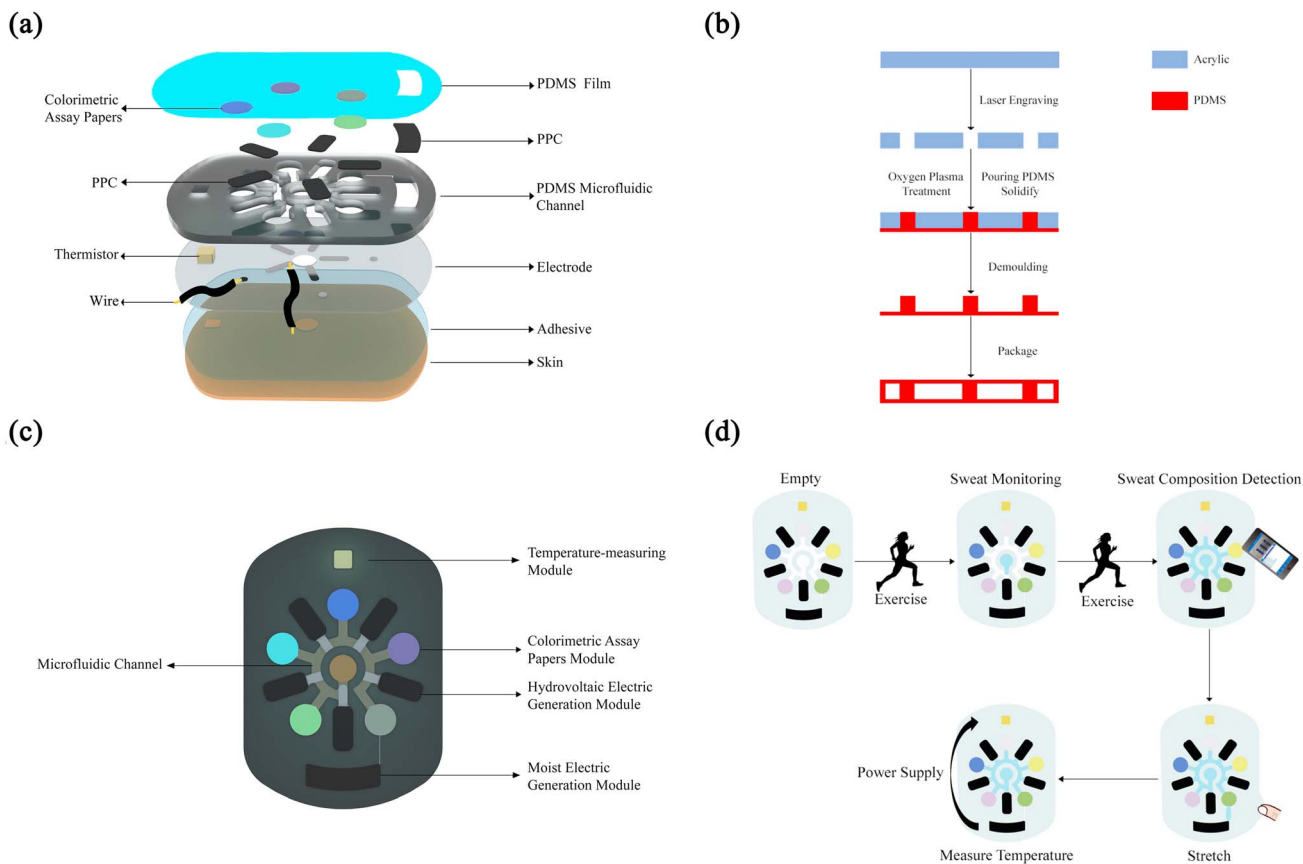 (a)
PDMS Film
Colorimetric
Assay Papers
PPC
PPC
PDMS Microfluidic
Channel
Thermistor
Electrode
Wire
Adhesive
Skin
(b)
Acrylic
PDMS
Laser Engraving
Oxygen Plasma
Treatment
Pouring PDMS
Solidify
Demoulding
Package
(c)
Temperature-measuring
Module
Colorimetric Assay
Papers Module
Microfluidic Channel
Hydrovoltaic Electric
Generation Module
Moist Electric
Generation Module
(d)
Empty
Sweat Monitoring
Sweat Composition Detection
Exercise
Exercise
Power Supply
Measure Temperature
Stretch